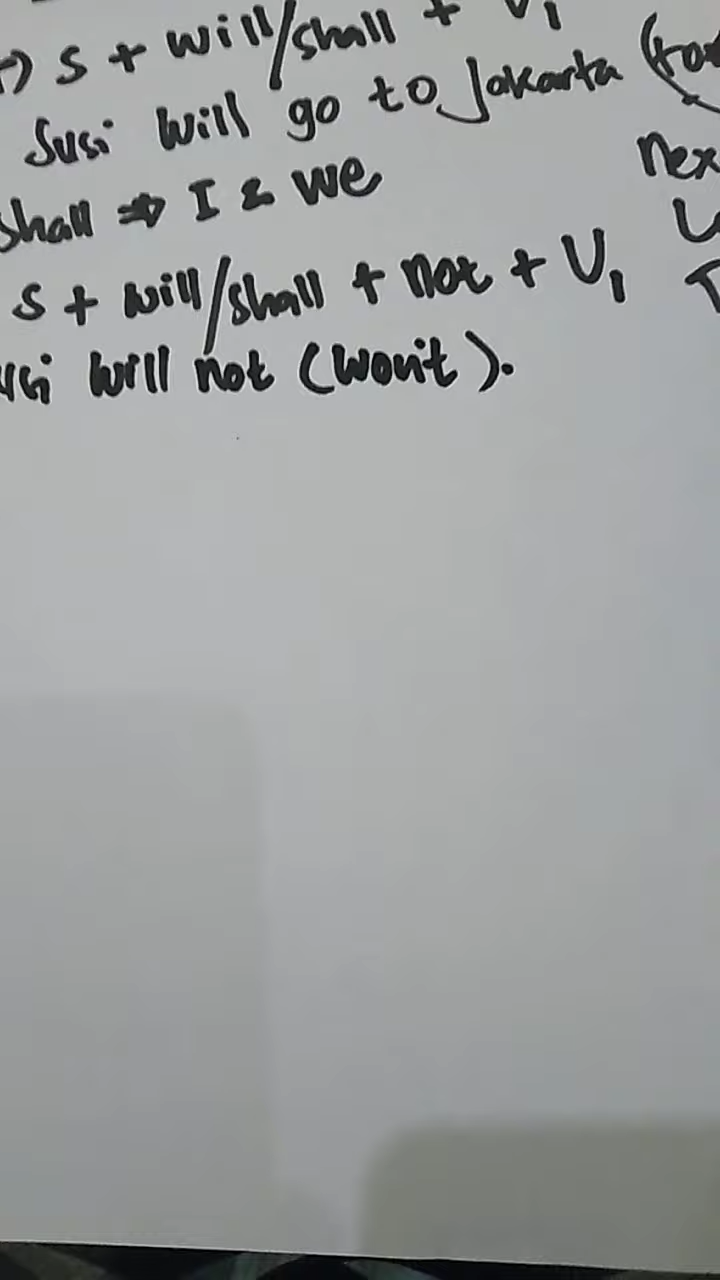 +) S + will/shall + V1
Susi will go to Jakarta
shall => I & we
S + will/shall + not + V1
will not (won't).